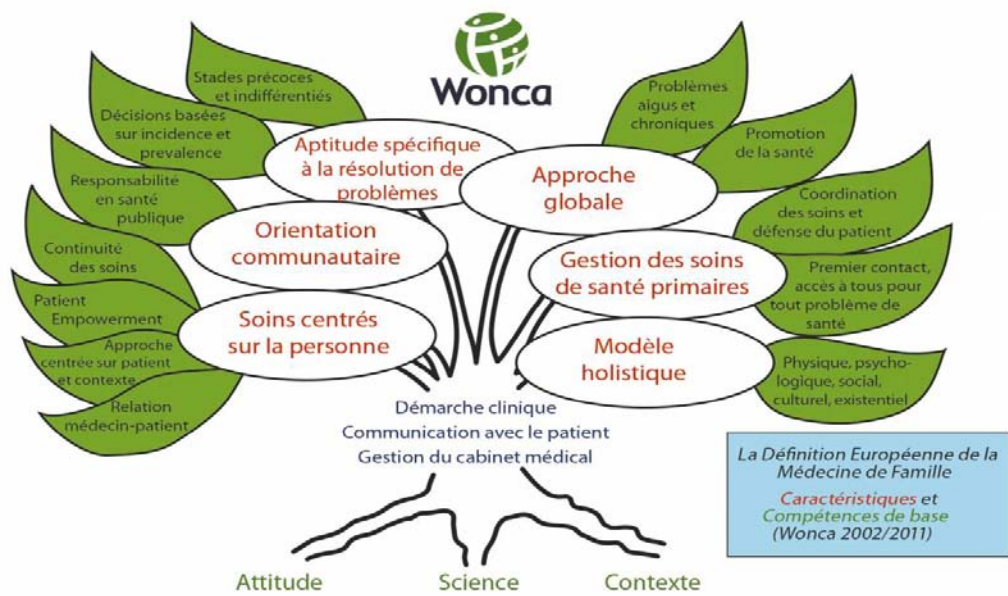 Wonca
Stades précoces
et indifférentiés
Décisions basées
sur incidence et
prevalence
Responsabilité
en santé
publique
Continuité
des soins
Patient
Empowerment
Approche
centrée sur patient
et contexte
Relation
médecin-patient
Aptitude spécifique
à la résolution de
problèmes
Orientation
communautaire
Soins centrés
sur la personne
Approche
globale
Gestion des soins
de santé primaires
Modèle
holistique
Problèmes
aigus et
chroniques
Promotion
de la santé
Coordination
des soins et
défense du patient
Premier contact,
accès à tous pour
tout problème de
santé
Physique, psycho-
logique, social,
culturel, existentiel
Démarche clinique
Communication avec le patient
Gestion du cabinet médical
La Définition Européenne de la
Médecine de Famille
Caractéristiques et
Compétences de base
(Wonca 2002/2011)
Attitude
Science
Contexte